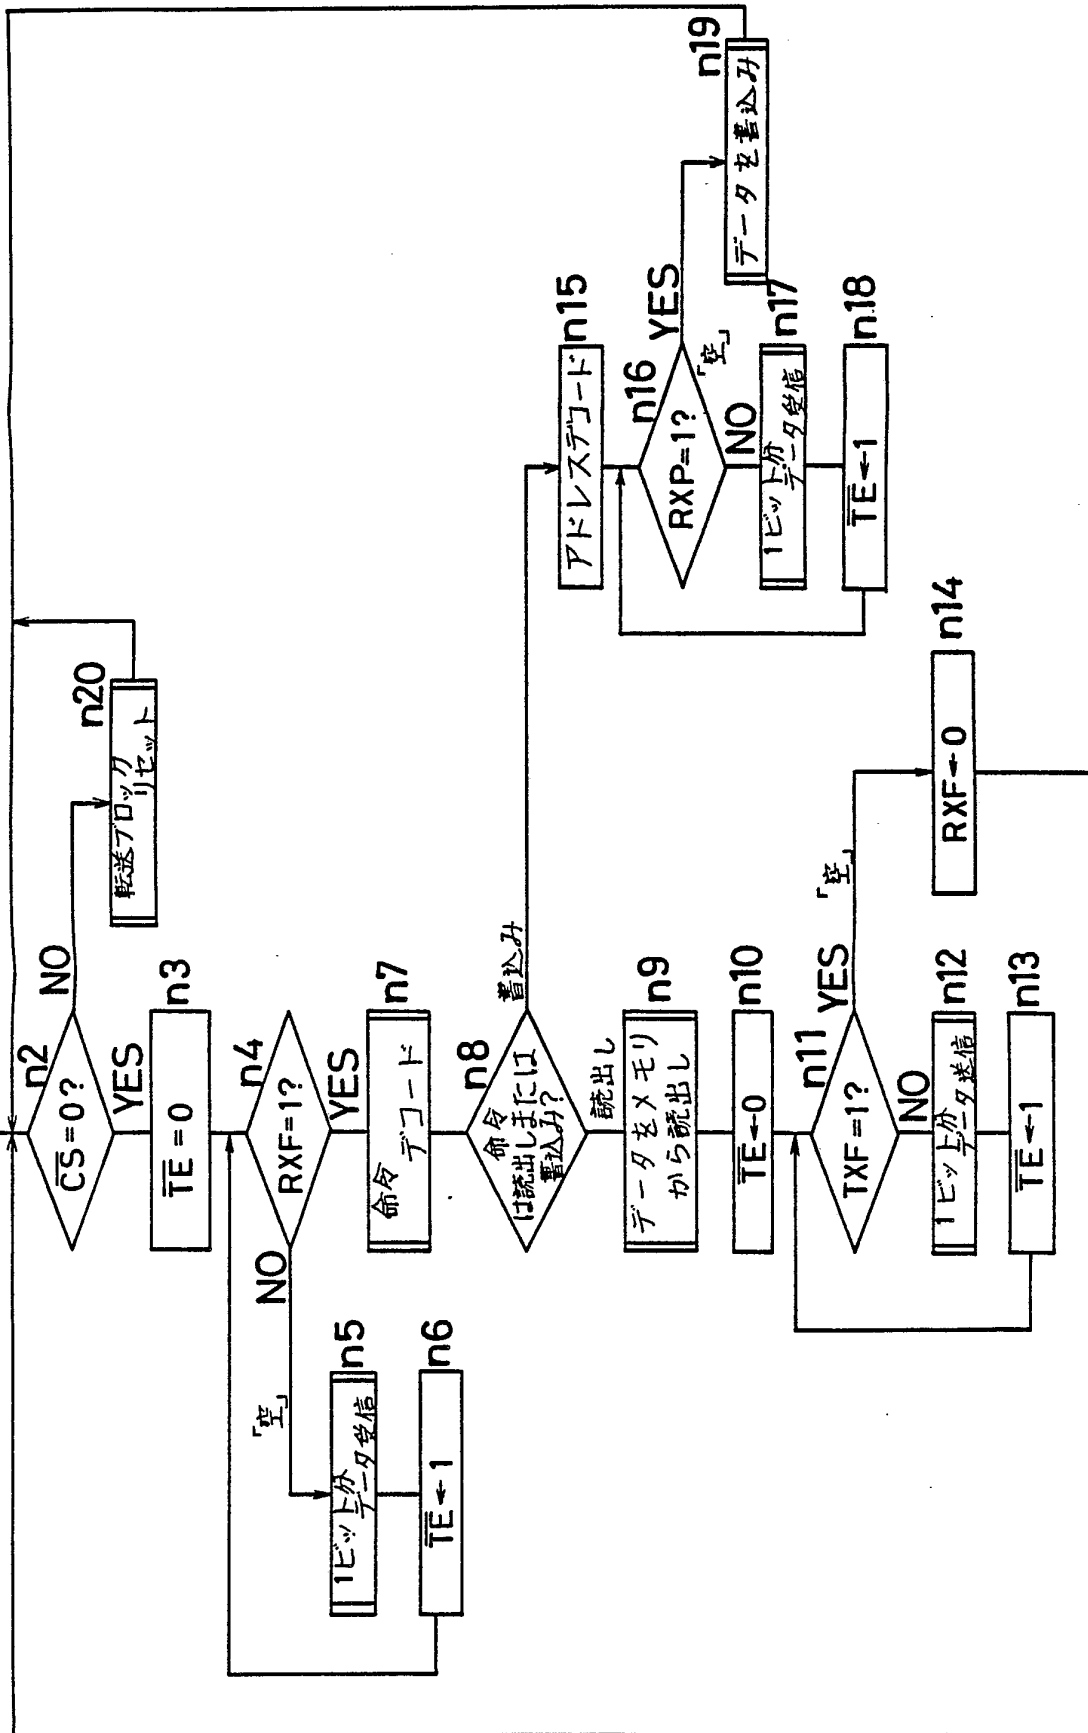 n2
C̅S̅=0?
NO
YES
n20
転送ブロック
リセット
n3
T̅E̅=0
n4
RXF=1?
NO
「空」
YES
n5
1ビット分
データ受信
n6
T̅E̅←1
n7
命令
デコード
n8
命令
は読出しまたは
書込み?
書込み
読出し
n9
データをメモリ
から読出し
n10
T̅E̅←0
n11
TXF=1?
YES
「空」
NO
n12
1ビット分
データ送信
n13
T̅E̅←1
n14
RXF←0
n15
アドレスデコード
n16
RXP=1?
YES
「空」
NO
n17
1ビット分
データ受信
n18
T̅E̅←1
n19
データを書込み